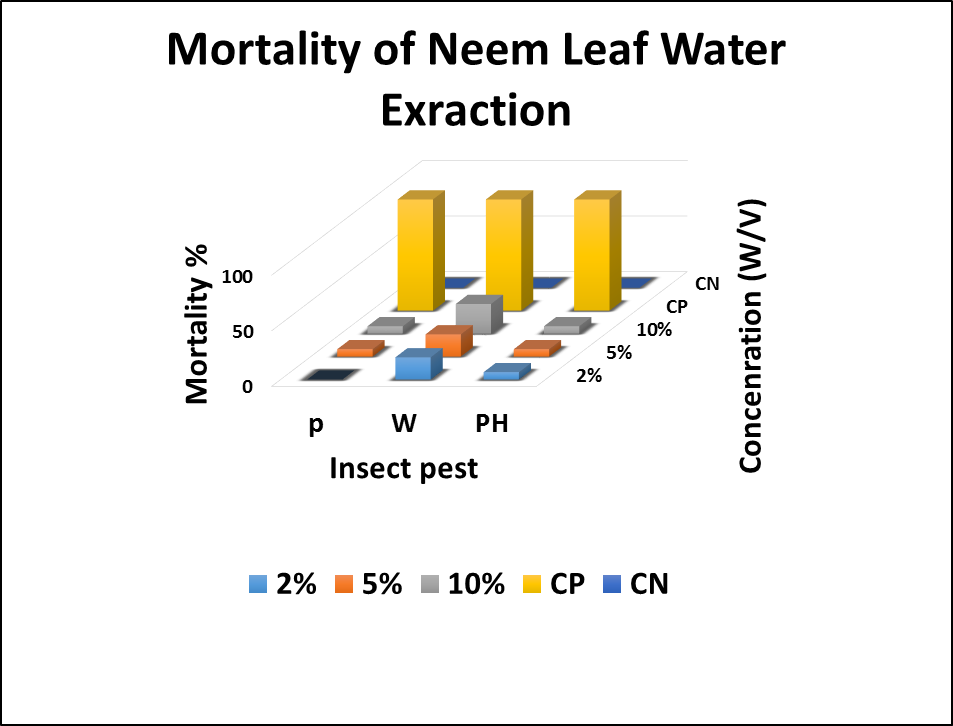 Mortality of Neem Leaf Water
Exraction
Mortality %
100
50
0
p
W
PH
Insect pest
2%
5%
10%
CP
CN
Concenration (W/V)
2% 5% 10% CP CN